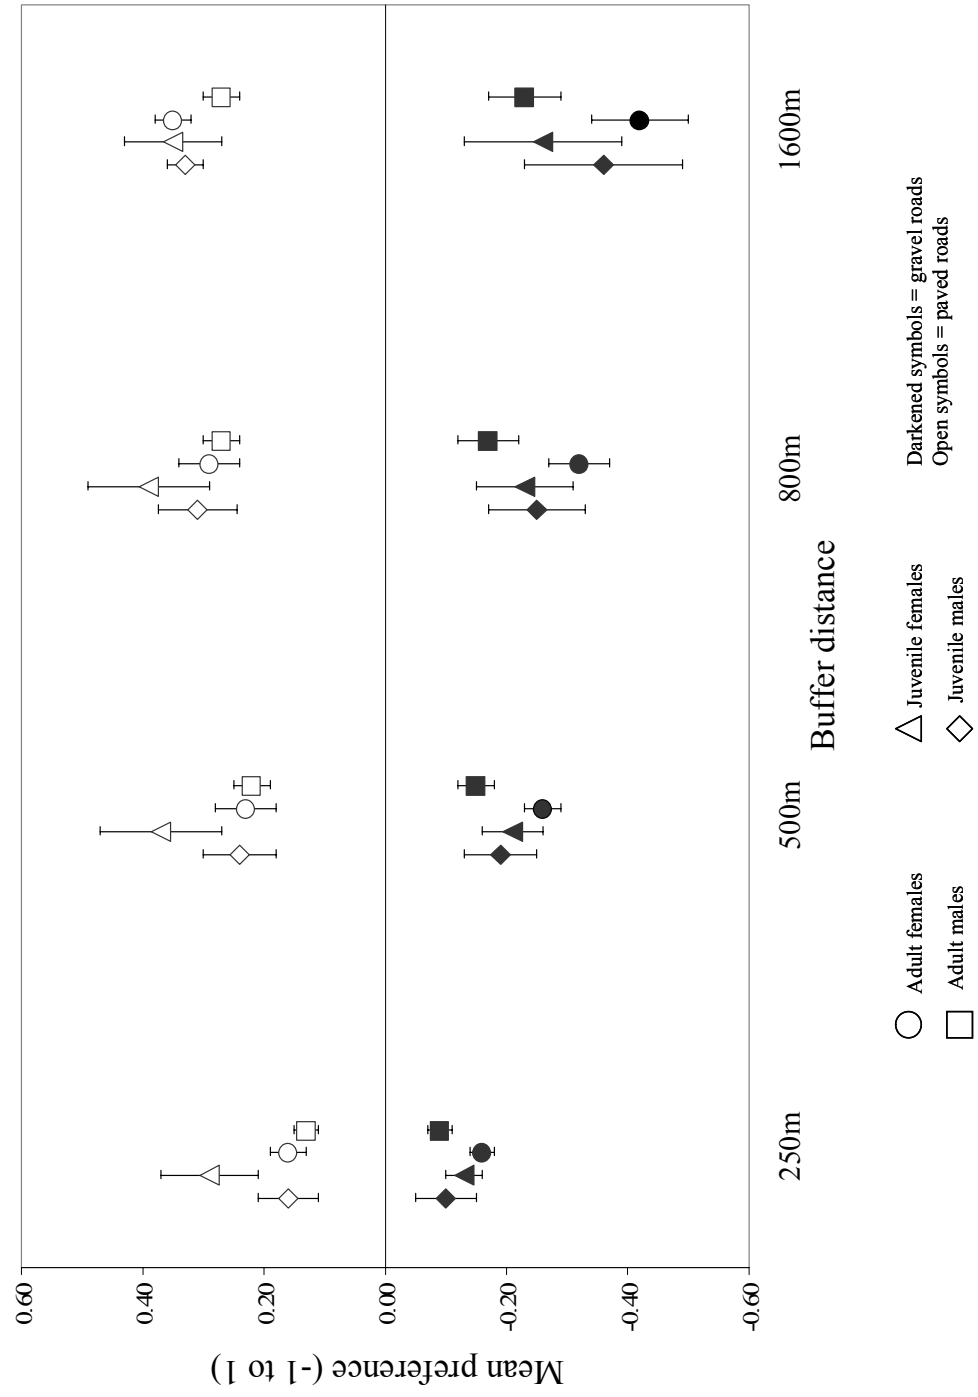 0.60
0.40
0.20
0.00
-0.20
-0.40
-0.60
Mean preference (-1 to 1)
250m
500m
800m
1600m
Buffer distance
Adult females
Juvenile females
Darkened symbols = gravel roads
Adult males
Juvenile males
Open symbols = paved roads